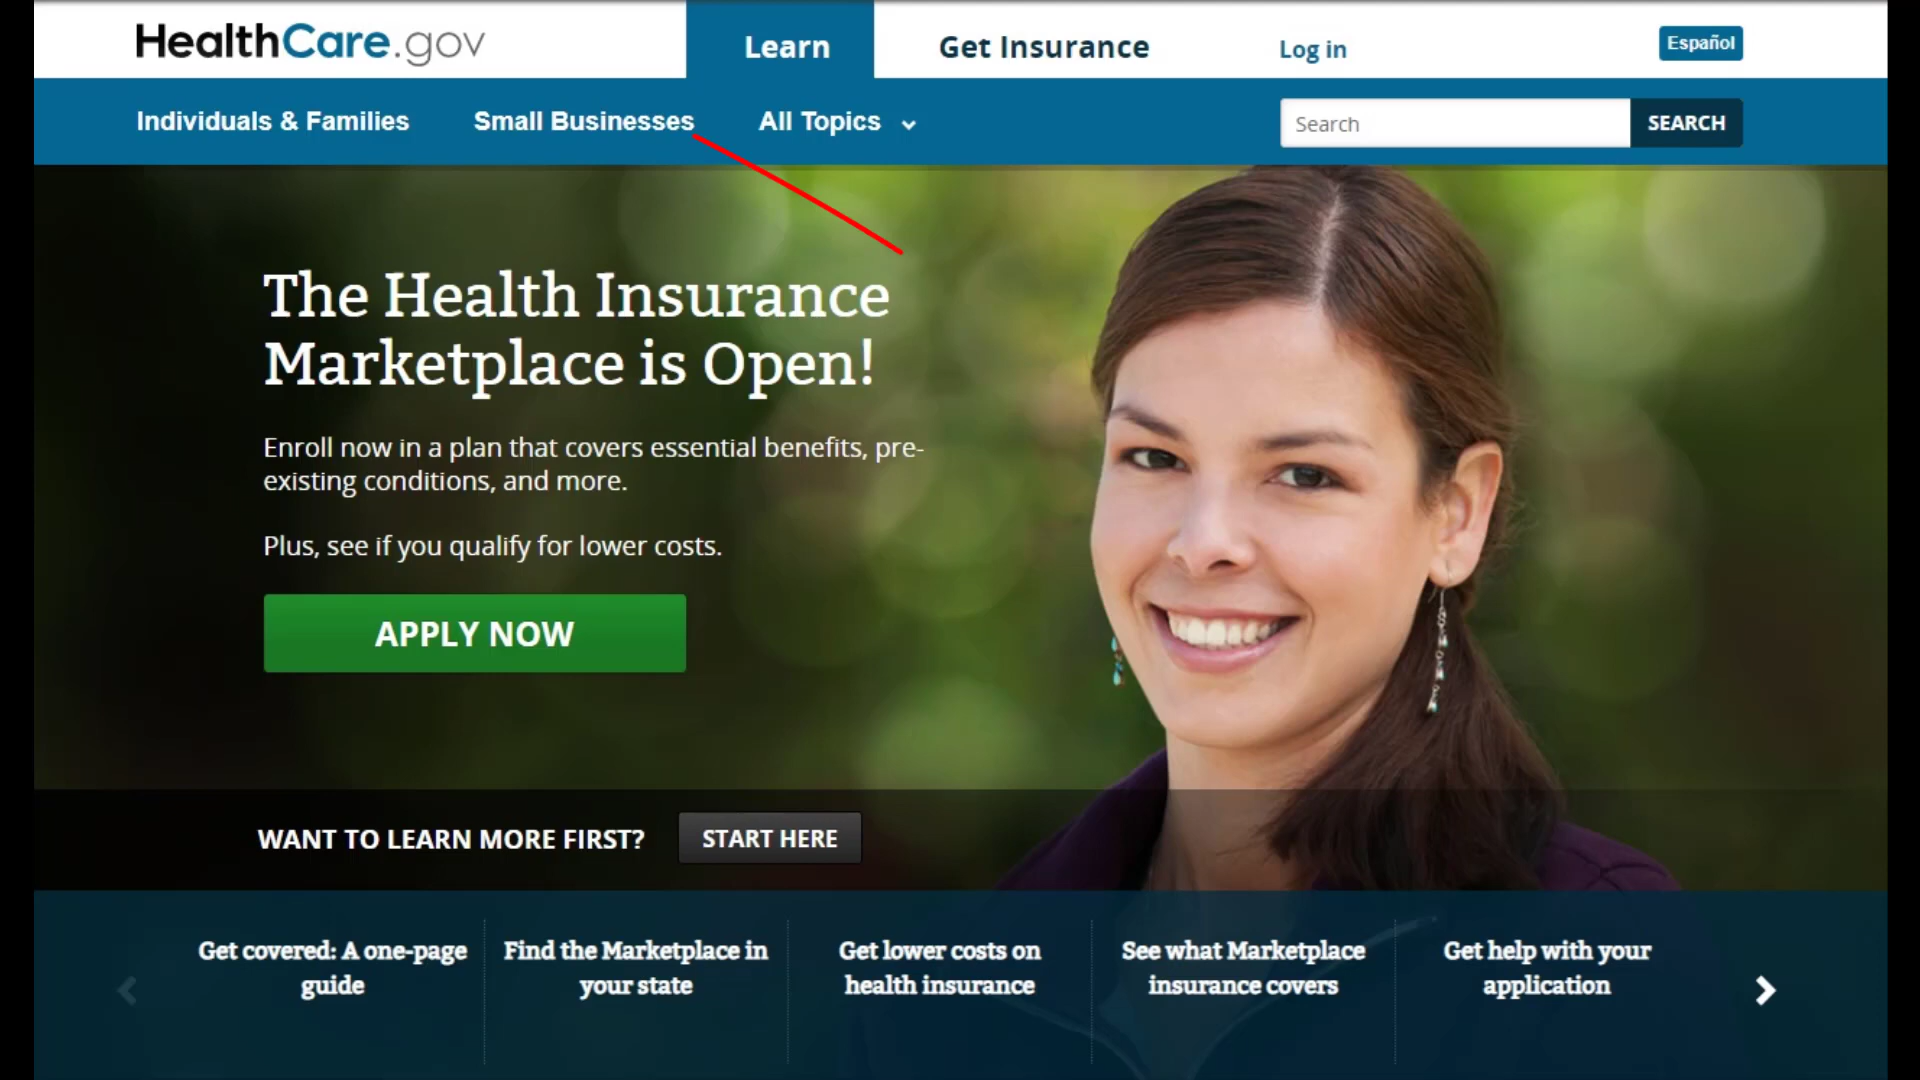 HealthCare.gov
Learn
Get Insurance
Log in
Español
Individuals & Families
Small Businesses
All Topics
Search
SEARCH
The Health Insurance
Marketplace is Open!
Enroll now in a plan that covers essential benefits, pre-
existing conditions, and more.
Plus, see if you qualify for lower costs.
APPLY NOW
WANT TO LEARN MORE FIRST?
START HERE
Get covered: A one-page
guide
Find the Marketplace in
your state
Get lower costs on
health insurance
See what Marketplace
insurance covers
Get help with your
application